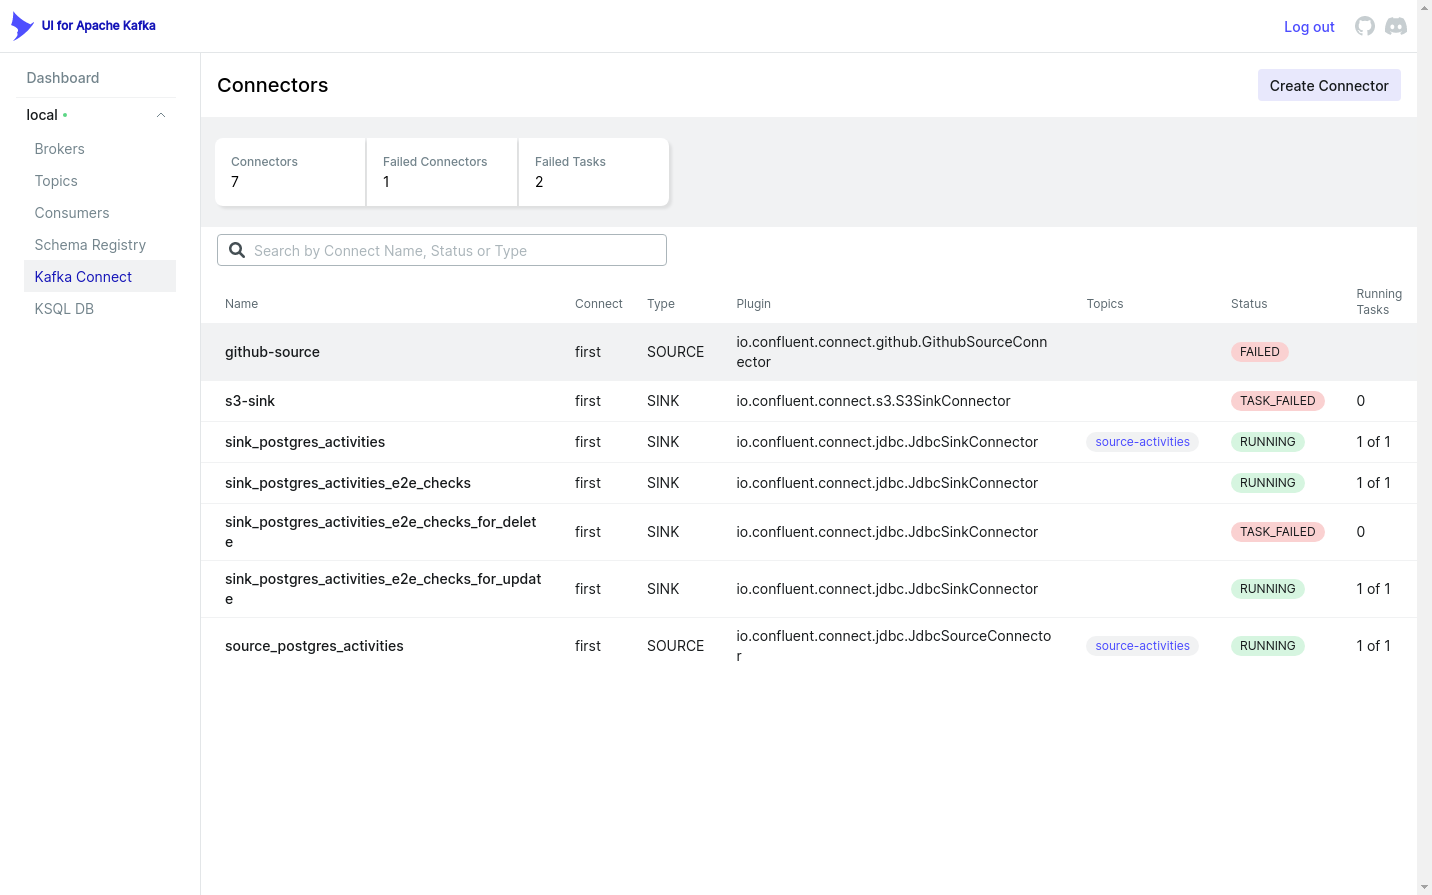 UI for Apache Kafka
Log out
Dashboard
local
Brokers
Topics
Consumers
Schema Registry
Kafka Connect
KSQL DB
Connectors
Create Connector
Connectors
7
Failed Connectors
1
Failed Tasks
2
Search by Connect Name, Status or Type
Name Connect Type Plugin Topics Status Running
Tasks
github-source first SOURCE io.confluent.connect.github.GithubSourceConn
ector FAILED
s3-sink first SINK io.confluent.connect.s3.S3SinkConnector TASK_FAILED 0
sink_postgres_activities first SINK io.confluent.connect.jdbc.JdbcSinkConnector source-activities RUNNING 1 of 1
sink_postgres_activities_e2e_checks first SINK io.confluent.connect.jdbc.JdbcSinkConnector RUNNING 1 of 1
sink_postgres_activities_e2e_checks_for_delet
e first SINK io.confluent.connect.jdbc.JdbcSinkConnector TASK_FAILED 0
sink_postgres_activities_e2e_checks_for_updat
e first SINK io.confluent.connect.jdbc.JdbcSinkConnector RUNNING 1 of 1
source_postgres_activities first SOURCE io.confluent.connect.jdbc.JdbcSourceConnecto
r source-activities RUNNING 1 of 1